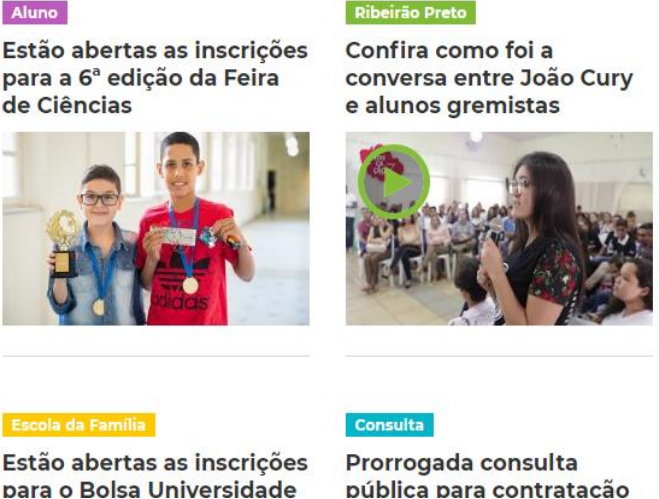 Aluno
Estão abertas as inscrições
para a 6ª edição da Feira
de Ciências
Ribeirão Preto
Confira como foi a
conversa entre João Cury
e alunos gremistas
adidas
Escola da Família
Estão abertas as inscrições
para o Bolsa Universidade
Consulta
Prorrogada consulta
pública para contratação